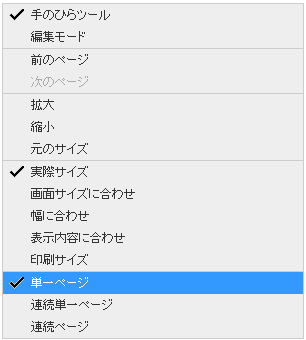 手のひらツール
編集モード
前のページ
次のページ
拡大
縮小
元のサイズ
実際サイズ
画面サイズに合わせ
幅に合わせ
表示内容に合わせ
印刷サイズ
単一ページ
連続単一ページ
連続ページ